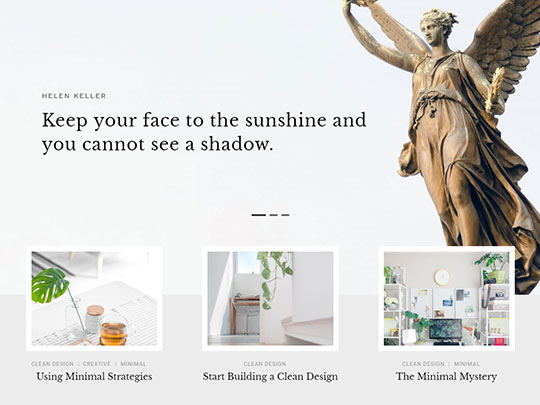 HELEN KELLER
Keep your face to the sunshine and
you cannot see a shadow.
CLEAN DESIGN | CREATIVE | MINIMAL
Using Minimal Strategies
CLEAN DESIGN
Start Building a Clean Design
CLEAN DESIGN | MINIMAL
The Minimal Mystery